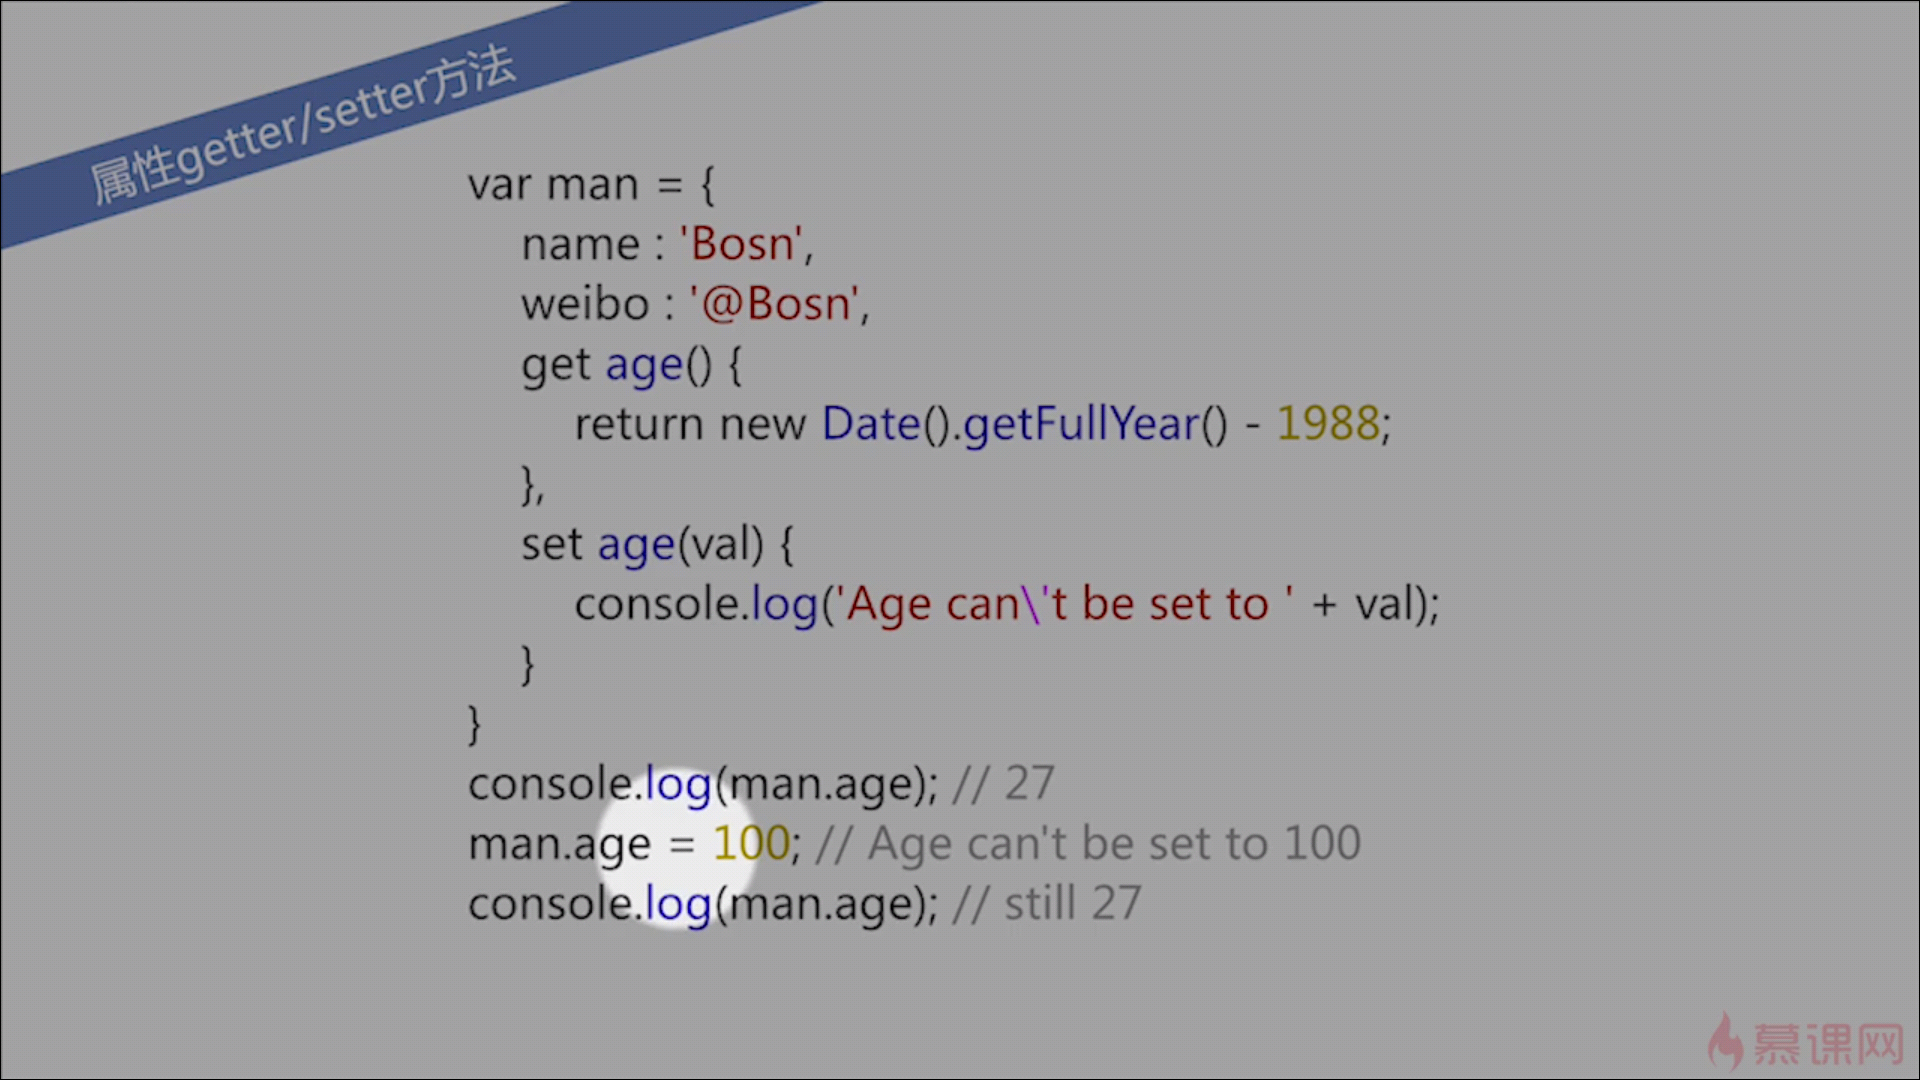 属性getter/setter方法
var man = {
name : 'Bosn',
weibo : '@Bosn',
get age() {
return new Date().getFullYear() - 1988;
},
set age(val) {
console.log('Age can\'t be set to ' + val);
}
}
console.log(man.age); // 27
man.age = 100; // Age can't be set to 100
console.log(man.age); // still 27
慕课网